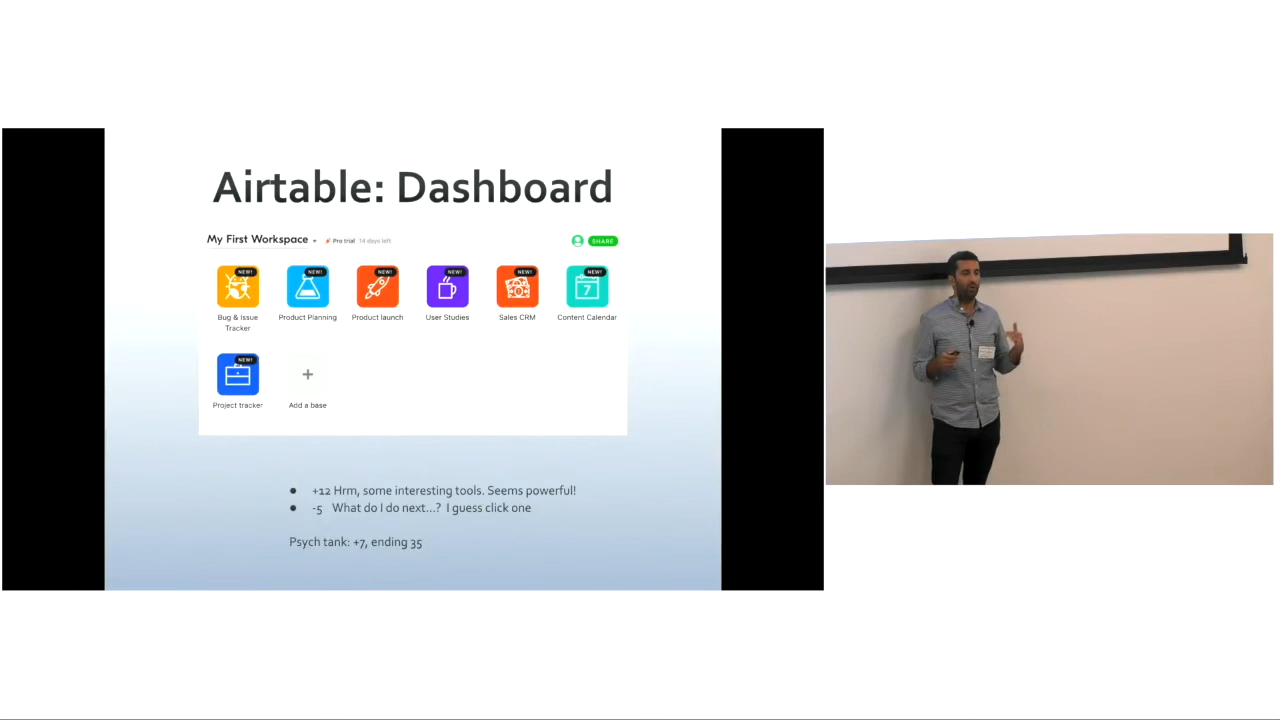 Airtable: Dashboard
My First Workspace
Pro trial 14 days left
SHARE
NEW! NEW! NEW! NEW! NEW! NEW!
Bug & Issue Tracker
Product Planning
Product launch
User Studies
Sales CRM
7
Content Calendar
NEW!
Project tracker
+
Add a base
• +12 Hrm, some interesting tools. Seems powerful!
• -5 What do I do next...? I guess click one
Psych tank: +7, ending 35